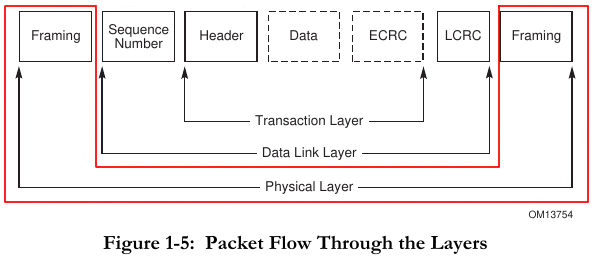 Framing
Sequence
Number
Header
Data
ECRC
LCRC
Framing
Transaction Layer
Data Link Layer
Physical Layer
OM13754
Figure 1-5: Packet Flow Through the Layers